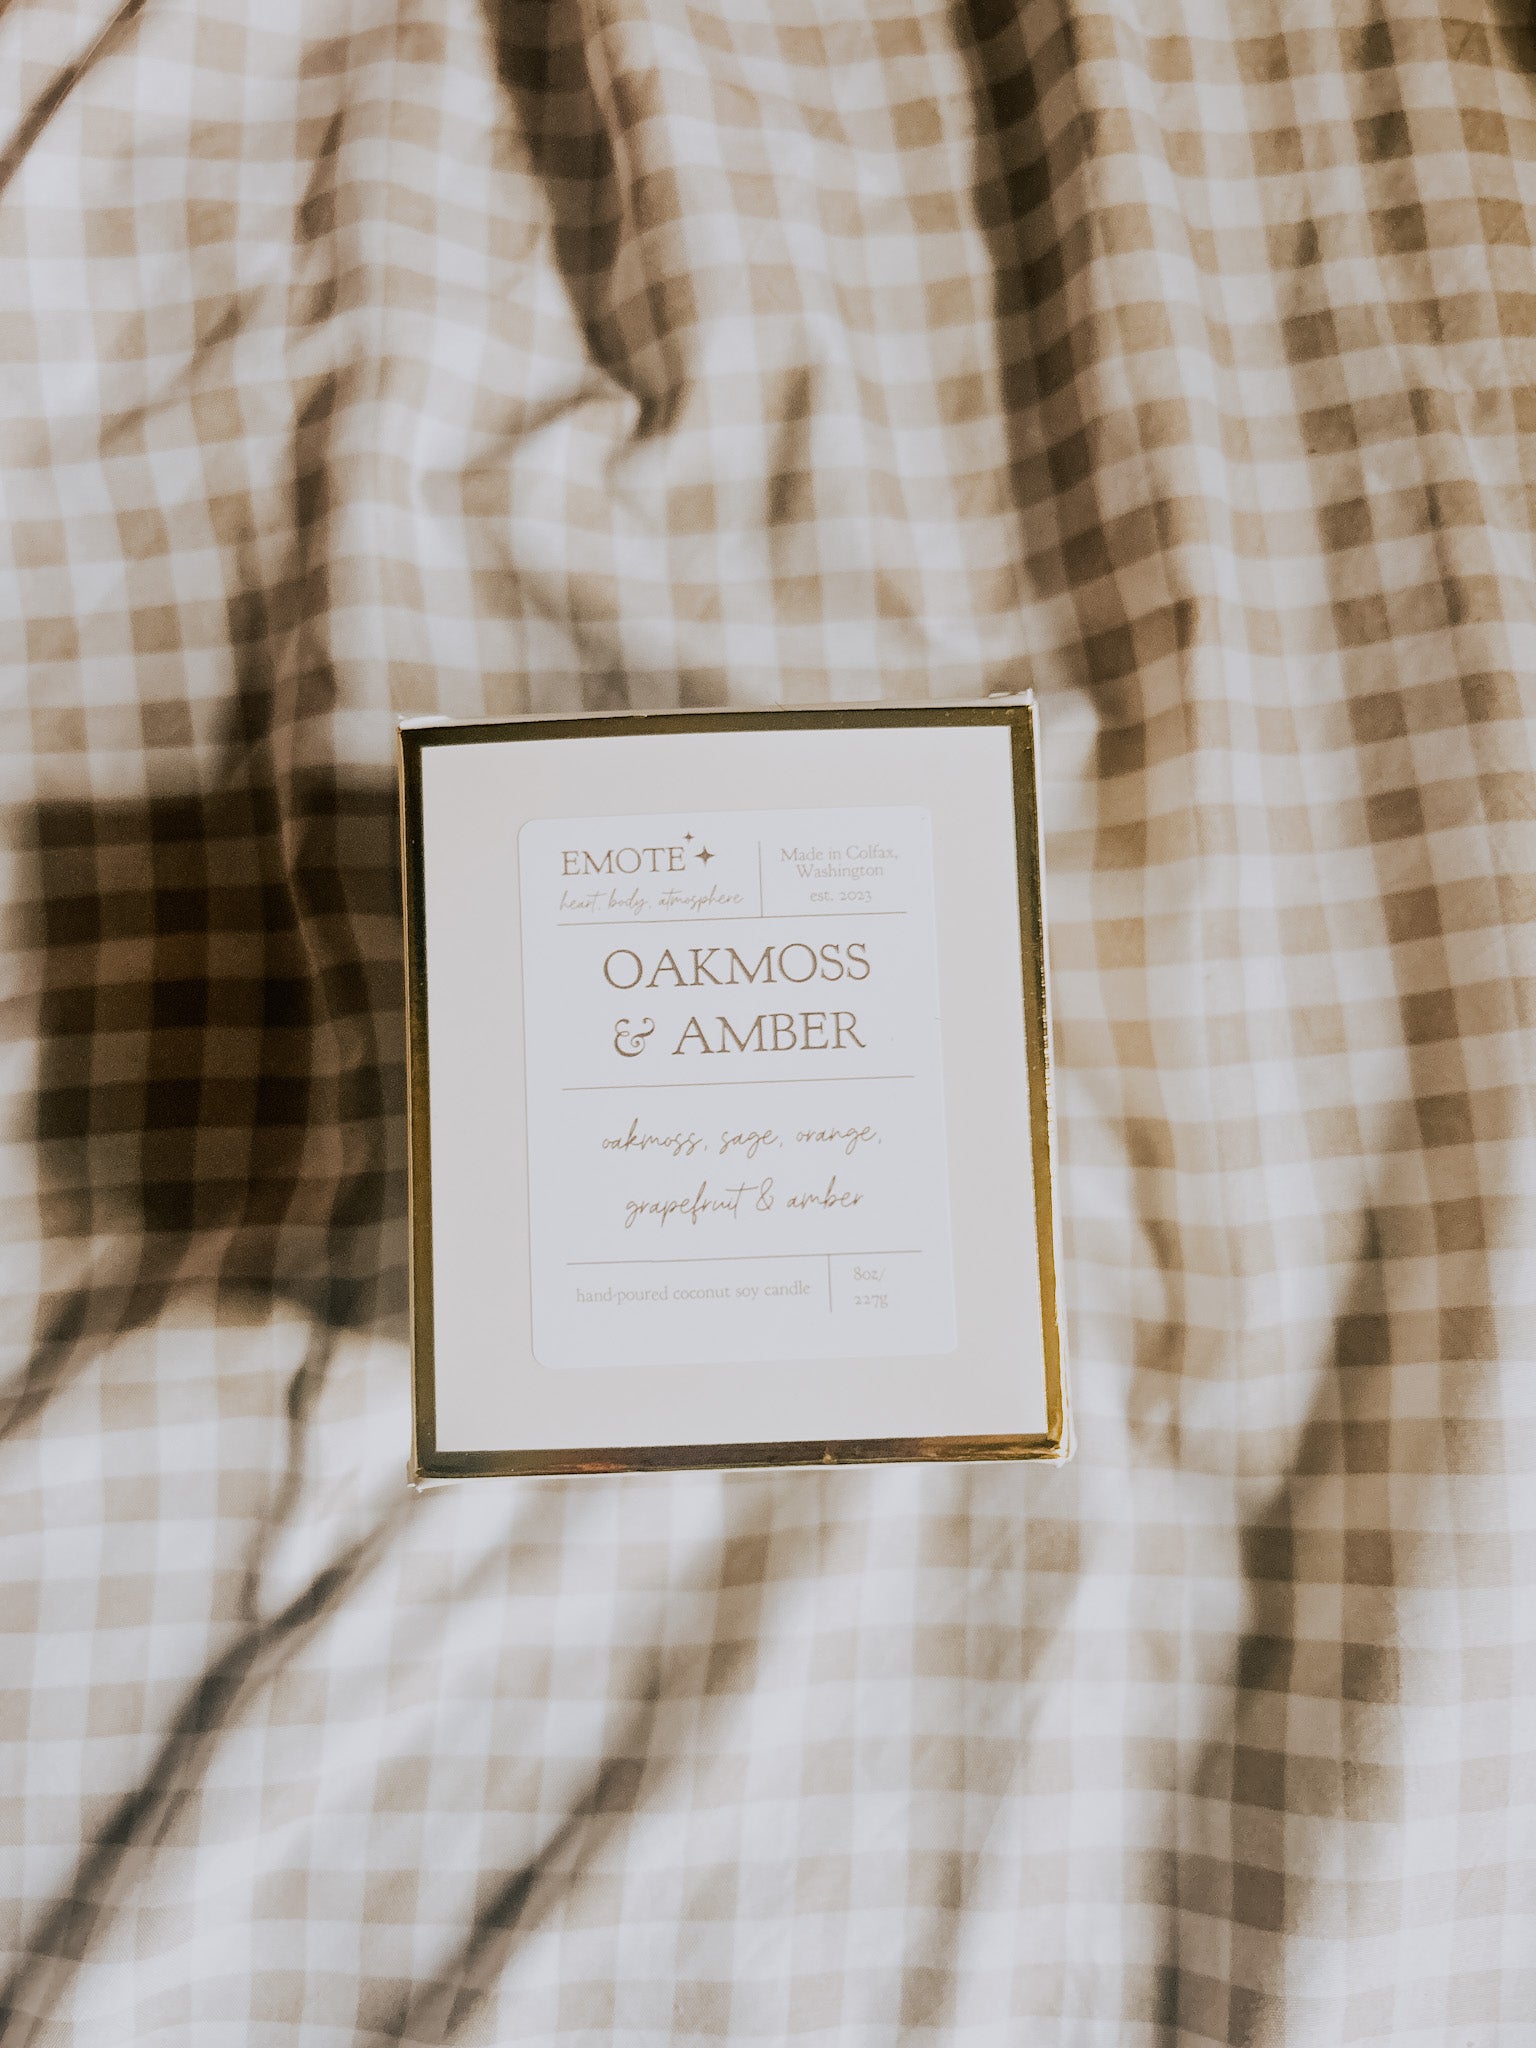 EMOTE
heart, body, atmosphere
Made in Colfax,
Washington
est. 2023
OAKMOSS
& AMBER
oakmoss, sage, orange,
grapefruit & amber
hand-poured coconut soy candle
8oz/
227g